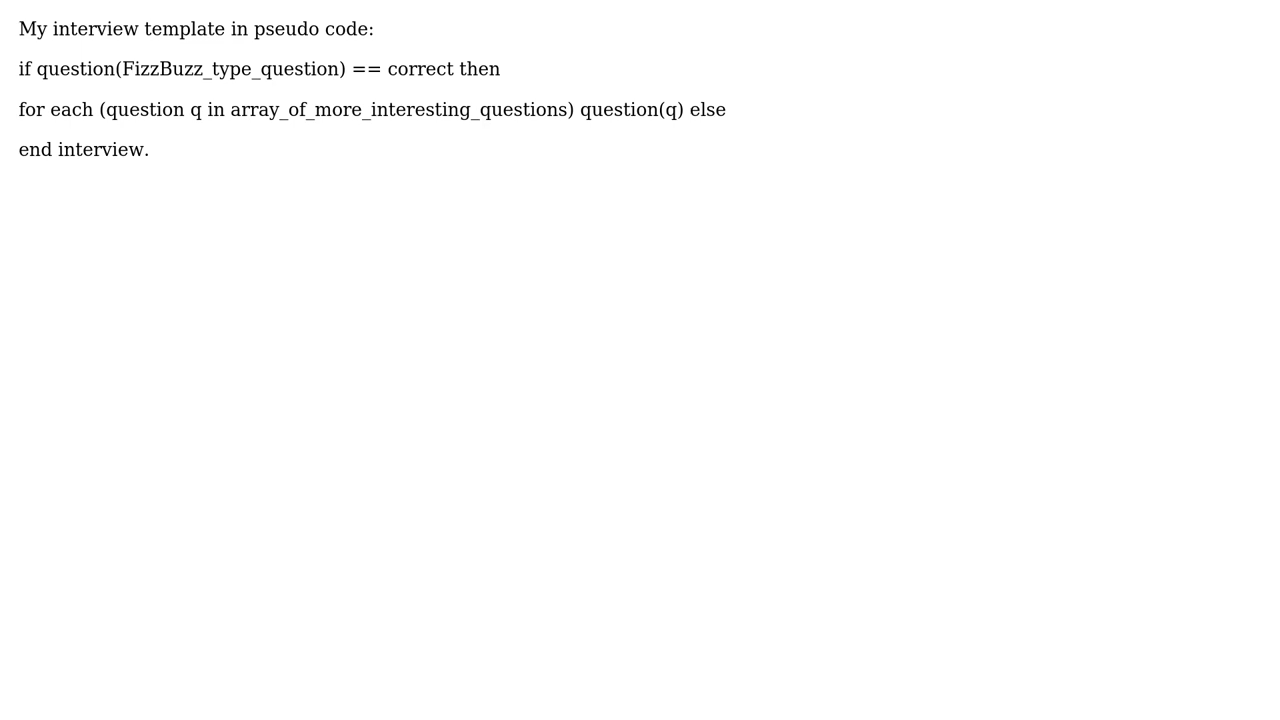 My interview template in pseudo code:
if question(FizzBuzz_type_question) == correct then
for each (question q in array_of_more_interesting_questions) question(q) else
end interview.